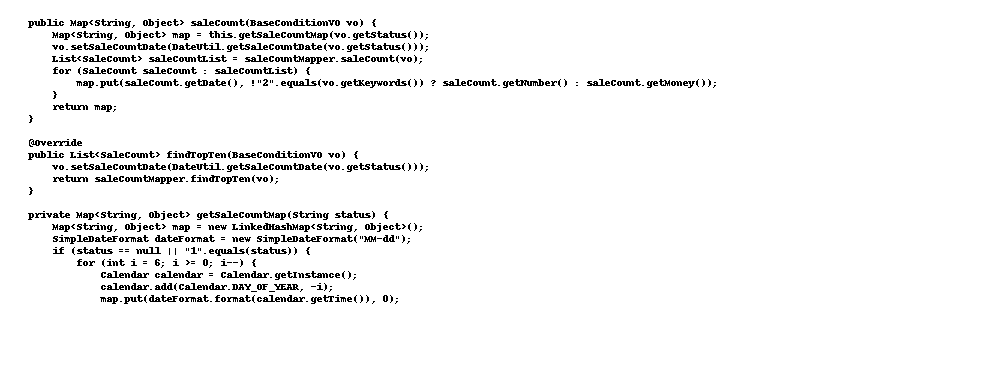 public Map<String, Object> saleCount(BaseConditionVO vo) {
Map<String, Object> map = this.getSaleCountMap(vo.getStatus());
vo.setSaleCountDate(DateUtil.getSaleCountDate(vo.getStatus()));
List<SaleCount> saleCountList = saleCountMapper.saleCount(vo);
for (SaleCount saleCount : saleCountList) {
map.put(saleCount.getDate(), !"2".equals(vo.getKeywords()) ? saleCount.getNumber() : saleCount.getMoney());
}
return map;
}
@Override
public List<SaleCount> findTopTen(BaseConditionVO vo) {
vo.setSaleCountDate(DateUtil.getSaleCountDate(vo.getStatus()));
return saleCountMapper.findTopTen(vo);
}
private Map<String, Object> getSaleCountMap(String status) {
Map<String, Object> map = new LinkedHashMap<String, Object>();
SimpleDateFormat dateFormat = new SimpleDateFormat("MM-dd");
if (status == null || "1".equals(status)) {
for (int i = 6; i >= 0; i--) {
Calendar calendar = Calendar.getInstance();
calendar.add(Calendar.DAY_OF_YEAR, -i);
map.put(dateFormat.format(calendar.getTime()), 0);